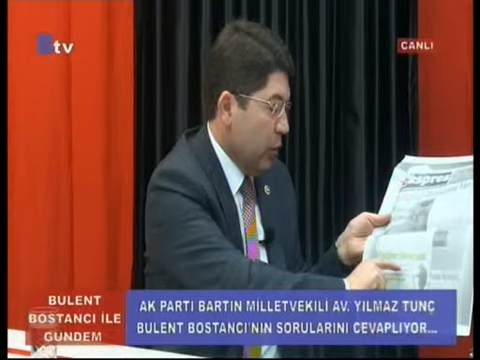 tv
CANLI
BULENT
BOSTANCI İLE
GÜNDEM
AK PARTİ BARTIN MİLLETVEKİLİ AV. YILMAZ TUNÇ
BULENT BOSTANCI'NIN SORULARINI CEVAPLIYOR...